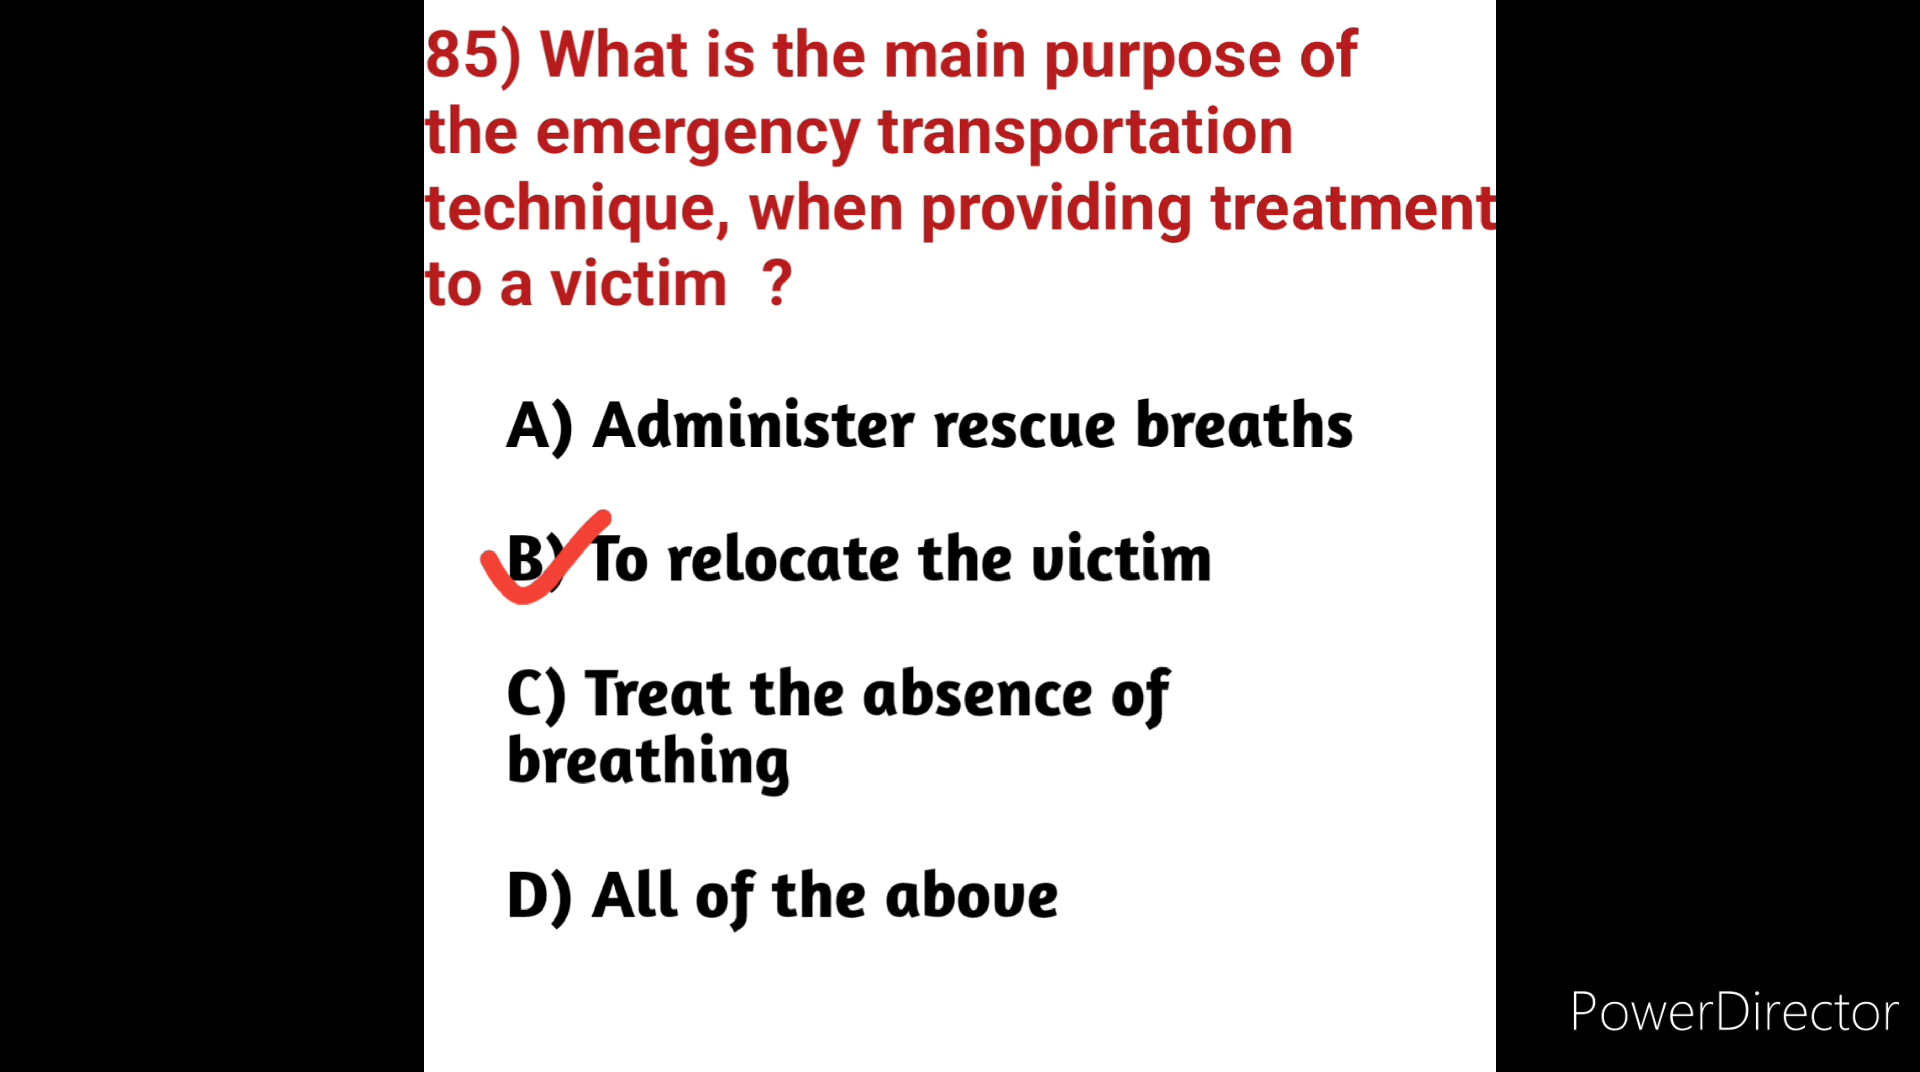 85) What is the main purpose of
the emergency transportation
technique, when providing treatment
to a victim  ?
A) Administer rescue breaths
B) To relocate the victim
C) Treat the absence of
breathing
D) All of the above
PowerDirector